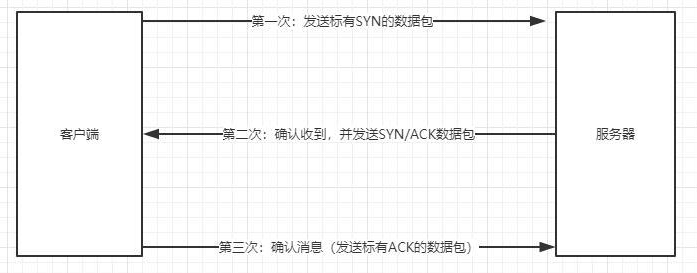 第一次：发送标有SYN的数据包
客户端
第二次：确认收到，并发送SYN/ACK数据包
服务器
第三次：确认消息（发送标有ACK的数据包）